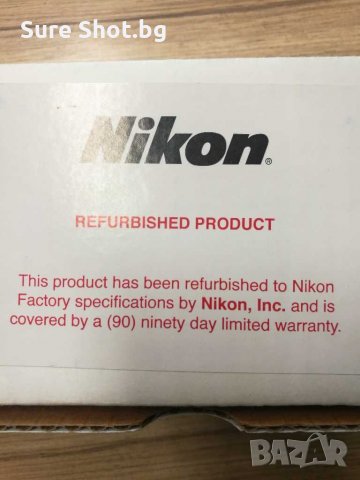 Sure Shot.bg
Nikon®
REFURBISHED PRODUCT
This product has been refurbished to Nikon
Factory specifications by Nikon, Inc. and is
covered by a (90) ninety day limited warranty.
BAZAR